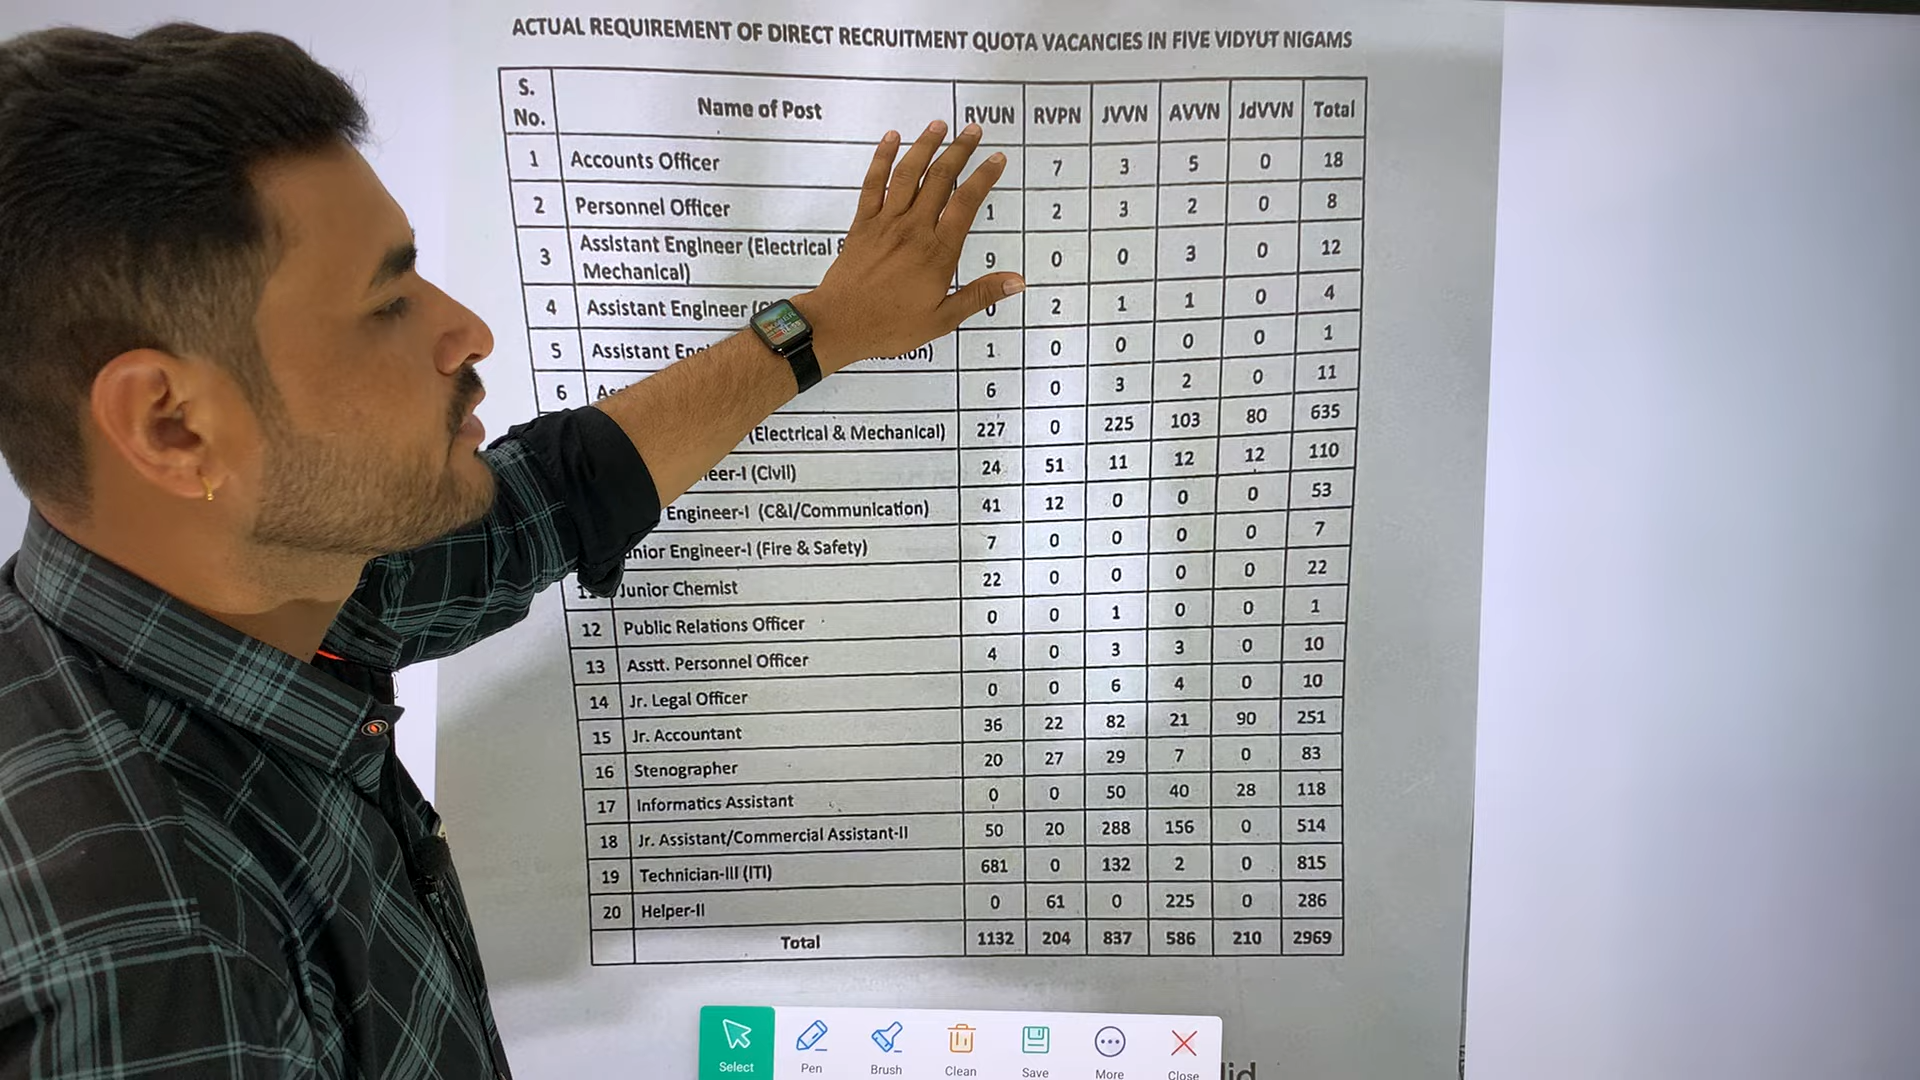 ACTUAL REQUIREMENT OF DIRECT RECRUITMENT QUOTA VACANCIES IN FIVE VIDYUT NIGAMS
S. No. Name of Post RVUN RVPN JVVN AVVN JdVVN Total
1 Accounts Officer 7 3 5 0 18
2 Personnel Officer 1 2 3 2 0 8
3 Assistant Engineer (Electrical &
Mechanical) 9 0 0 3 0 12
4 Assistant Engineer 0 2 1 1 0 4
5 Assistant 1 0 0 0 0 1
6 6 0 3 2 0 11
(Electrical & Mechanical) 227 0 225 103 80 635
(Civil) 24 51 11 12 12 110
Engineer-I (C&I/Communication) 41 12 0 0 0 53
Engineer-I (Fire & Safety) 7 0 0 0 0 7
Junior Chemist 22 0 0 0 0 22
12 Public Relations Officer 0 0 1 0 0 1
13 Asstt. Personnel Officer 4 0 3 3 0 10
14 Jr. Legal Officer 0 0 6 4 0 10
15 Jr. Accountant 36 22 82 21 90 251
16 Stenographer 20 27 29 7 0 83
17 Informatics Assistant 0 0 50 40 28 118
18 Jr. Assistant/Commercial Assistant-II 50 20 288 156 0 514
19 Technician-III (ITI) 681 0 132 2 0 815
20 Helper-II 0 61 0 225 0 286
Total 1132 204 837 586 210 2969
Select Pen Brush Clean Save More Close